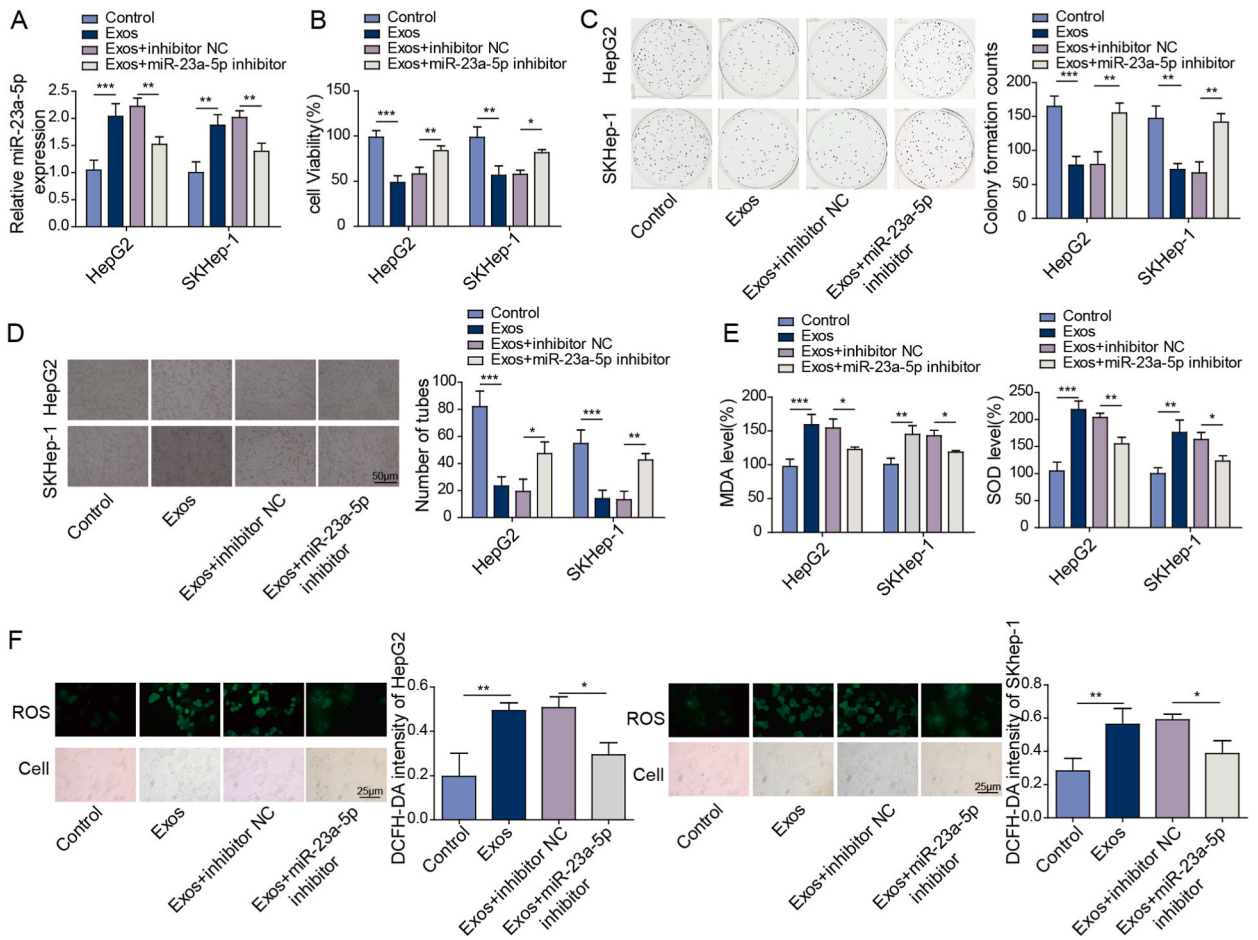 A
Control
Exos
Exos+inhibitor NC
Exos+miR-23a-5p inhibitor
Relative miR-23a-5p
expression
2.5
2.0
1.5
1.0
0.5
0.0
***
**
**
**
HepG2
SKHep-1
B
Control
Exos
Exos+inhibitor NC
Exos+miR-23a-5p inhibitor
cell Viability(%)
150
100
50
0
***
**
**
*
HepG2
SKHep-1
C
HepG2
SKHep-1
Control
Exos
Exos+inhibitor NC
Exos+miR-23a-5p
inhibitor
Control
Exos
Exos+inhibitor NC
Exos+miR-23a-5p inhibitor
Colony formation counts
200
150
100
50
0
***
**
**
**
HepG2
SKHep-1
D
HepG2
SKHep-1
50μm
Control
Exos
Exos+inhibitor NC
Exos+miR-23a-5p
inhibitor
Control
Exos
Exos+inhibitor NC
Exos+miR-23a-5p inhibitor
Number of tubes
100
80
60
40
20
0
***
*
***
**
HepG2
SKHep-1
E
Control
Exos
Exos+inhibitor NC
Exos+miR-23a-5p inhibitor
MDA level(%)
200
150
100
50
0
***
*
**
*
HepG2
SKHep-1
Control
Exos
Exos+inhibitor NC
Exos+miR-23a-5p inhibitor
SOD level(%)
250
200
150
100
50
0
***
**
**
*
HepG2
SKHep-1
F
ROS
Cell
25μm
Control
Exos
Exos+inhibitor NC
Exos+miR-23a-5p
inhibitor
DCFH-DA intensity of HepG2
0.6
0.4
0.2
0.0
**
*
Control
Exos
Exos+inhibitor NC
Exos+miR-23a-5p
inhibitor
ROS
Cell
25μm
Control
Exos
Exos+inhibitor NC
Exos+miR-23a-5p
inhibitor
DCFH-DA intensity of SKhep-1
0.8
0.6
0.4
0.2
0.0
**
*
Control
Exos
Exos+inhibitor NC
Exos+miR-23a-5p
inhibitor